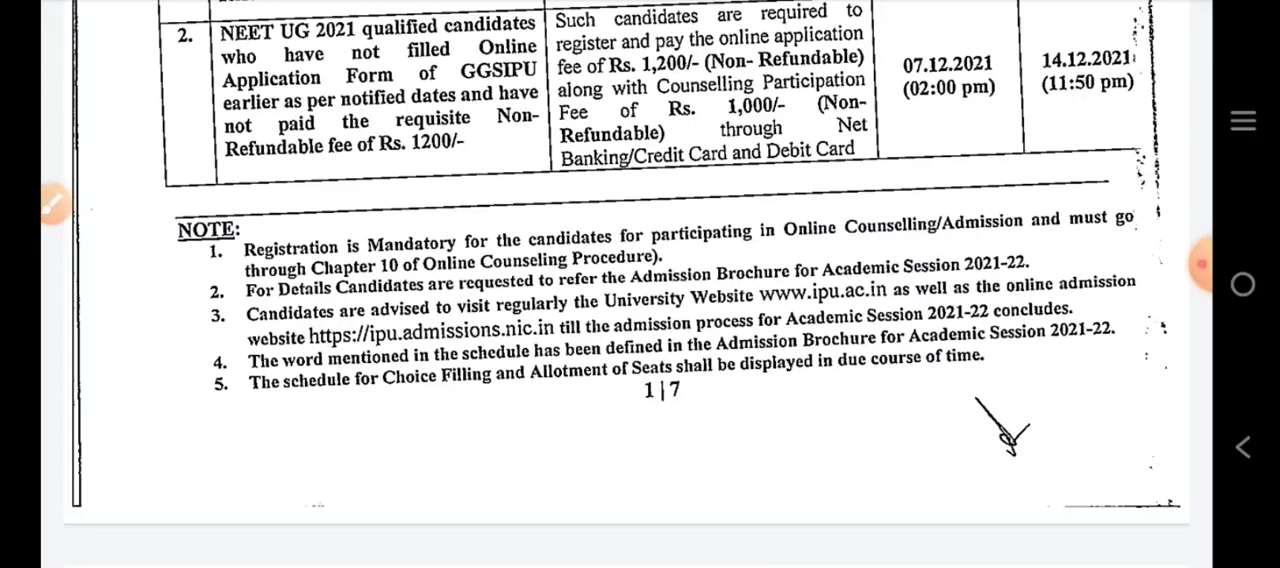 2.
NEET UG 2021 qualified candidates
who have not filled Online
Application Form of GGSIPU
earlier as per notified dates and have
not paid the requisite Non-
Refundable fee of Rs. 1200/-
Such candidates are required to
register and pay the online application
fee of Rs. 1,200/- (Non- Refundable)
along with Counselling Participation
Fee of Rs. 1,000/- (Non-
Refundable) through Net
Banking/Credit Card and Debit Card
07.12.2021
(02:00 pm)
14.12.2021
(11:50 pm)
NOTE:
1. Registration is Mandatory for the candidates for participating in Online Counselling/Admission and must go
through Chapter 10 of Online Counseling Procedure).
2. For Details Candidates are requested to refer the Admission Brochure for Academic Session 2021-22.
3. Candidates are advised to visit regularly the University Website www.ipu.ac.in as well as the online admission
website https://ipu.admissions.nic.in till the admission process for Academic Session 2021-22 concludes.
4. The word mentioned in the schedule has been defined in the Admission Brochure for Academic Session 2021-22.
5. The schedule for Choice Filling and Allotment of Seats shall be displayed in due course of time.
1|7